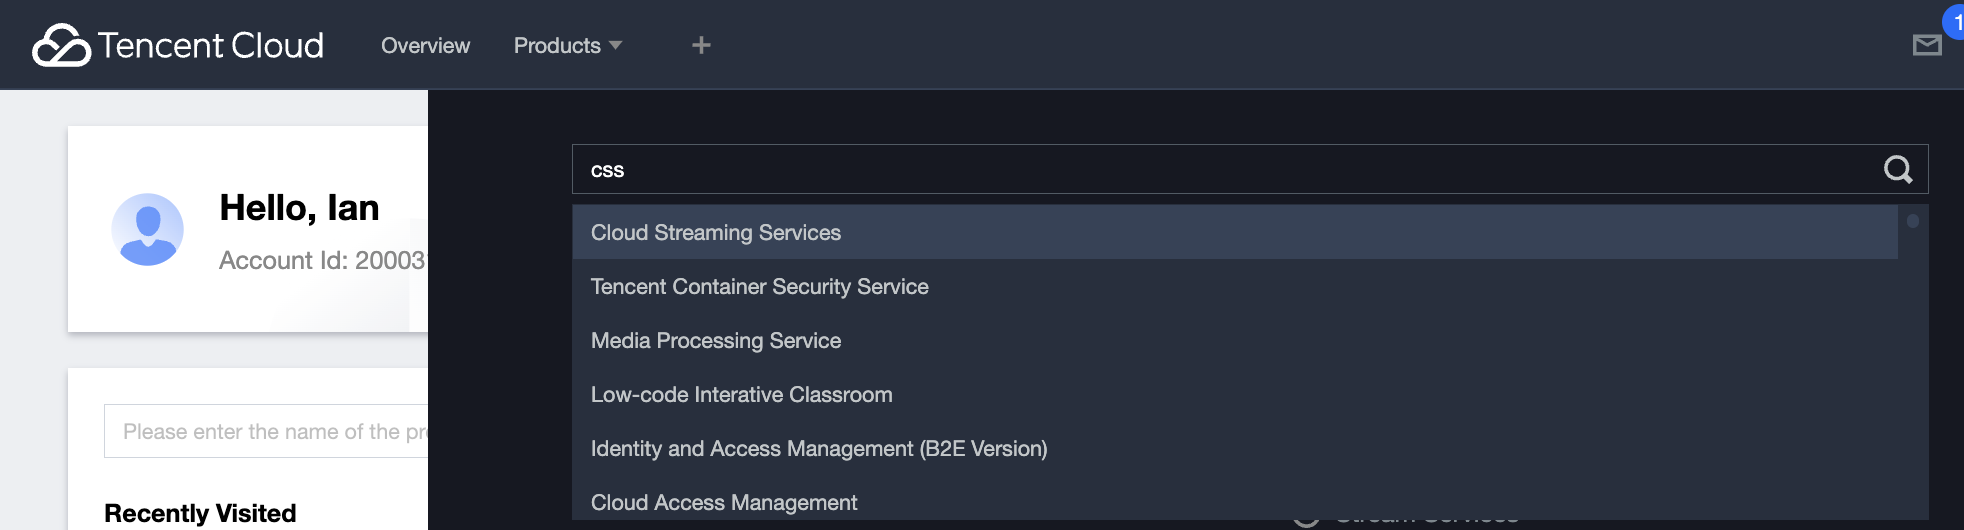 Tencent Cloud
Overview
Products
1
css
Cloud Streaming Services
Hello, Ian
Account Id: 20003
Tencent Container Security Service
Media Processing Service
Low-code Interative Classroom
Please enter the name of the
Identity and Access Management (B2E Version)
Recently Visited
Cloud Access Management
Stream Services